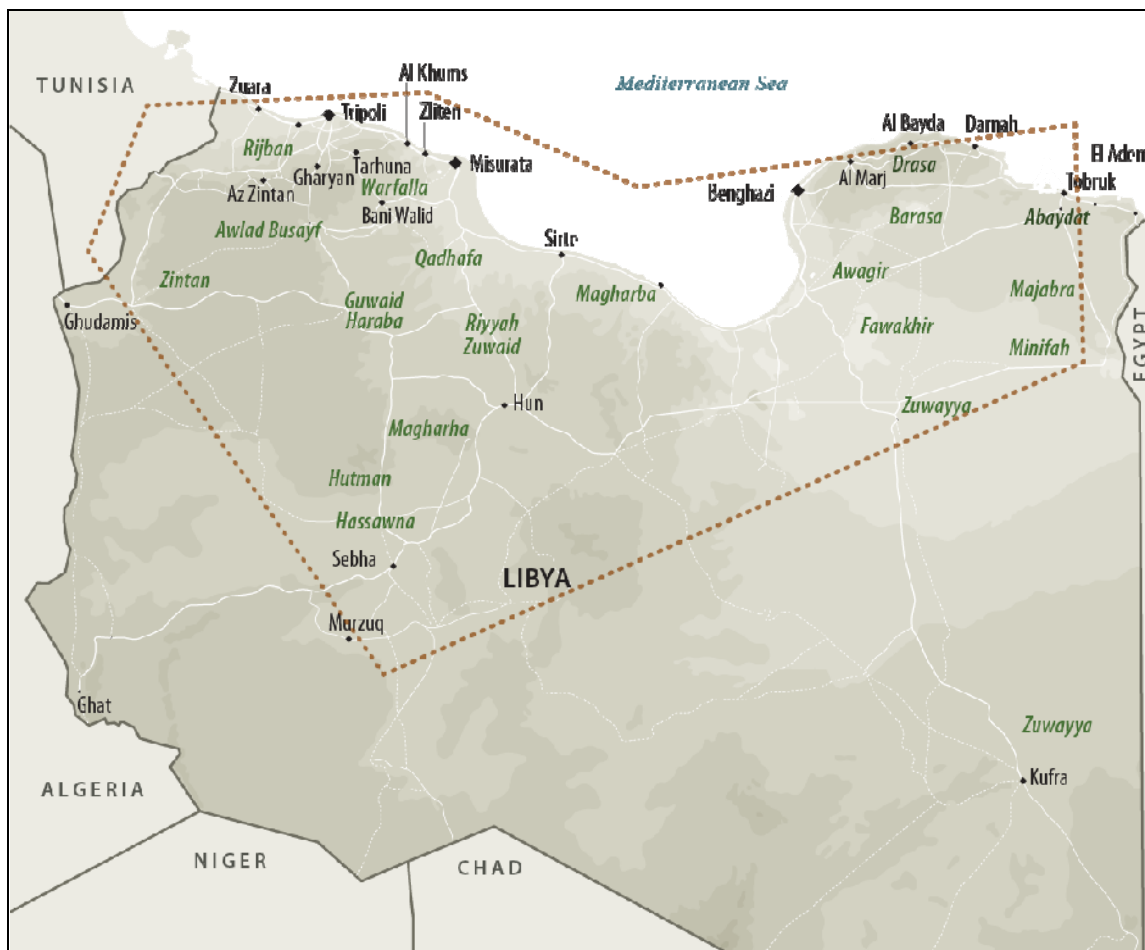 TUNISIA
Al Khums
Mediterranean Sea
Zuara
Tripoli
Zliten
Al Bayda
Darnah
Rijban
Tarhuna
Misurata
Drasa
El Adem
Gharyan
Al Marj
Az Zintan
Warfalla
Benghazi
Tobruk
Bani Walid
Barasa
Abaydat
Awlad Busayf
Sirte
Qadhafa
Awagir
Zintan
Magharba
Majabra
Ghudamis
Guwaid
Haraba
Riyyah
Zuwaid
Fawakhir
Minifah
EGYPT
Hun
Zuwayya
Magharha
Hutman
Hassawna
Sebha
LIBYA
Murzuq
Ghat
Zuwayya
Kufra
ALGERIA
NIGER
CHAD